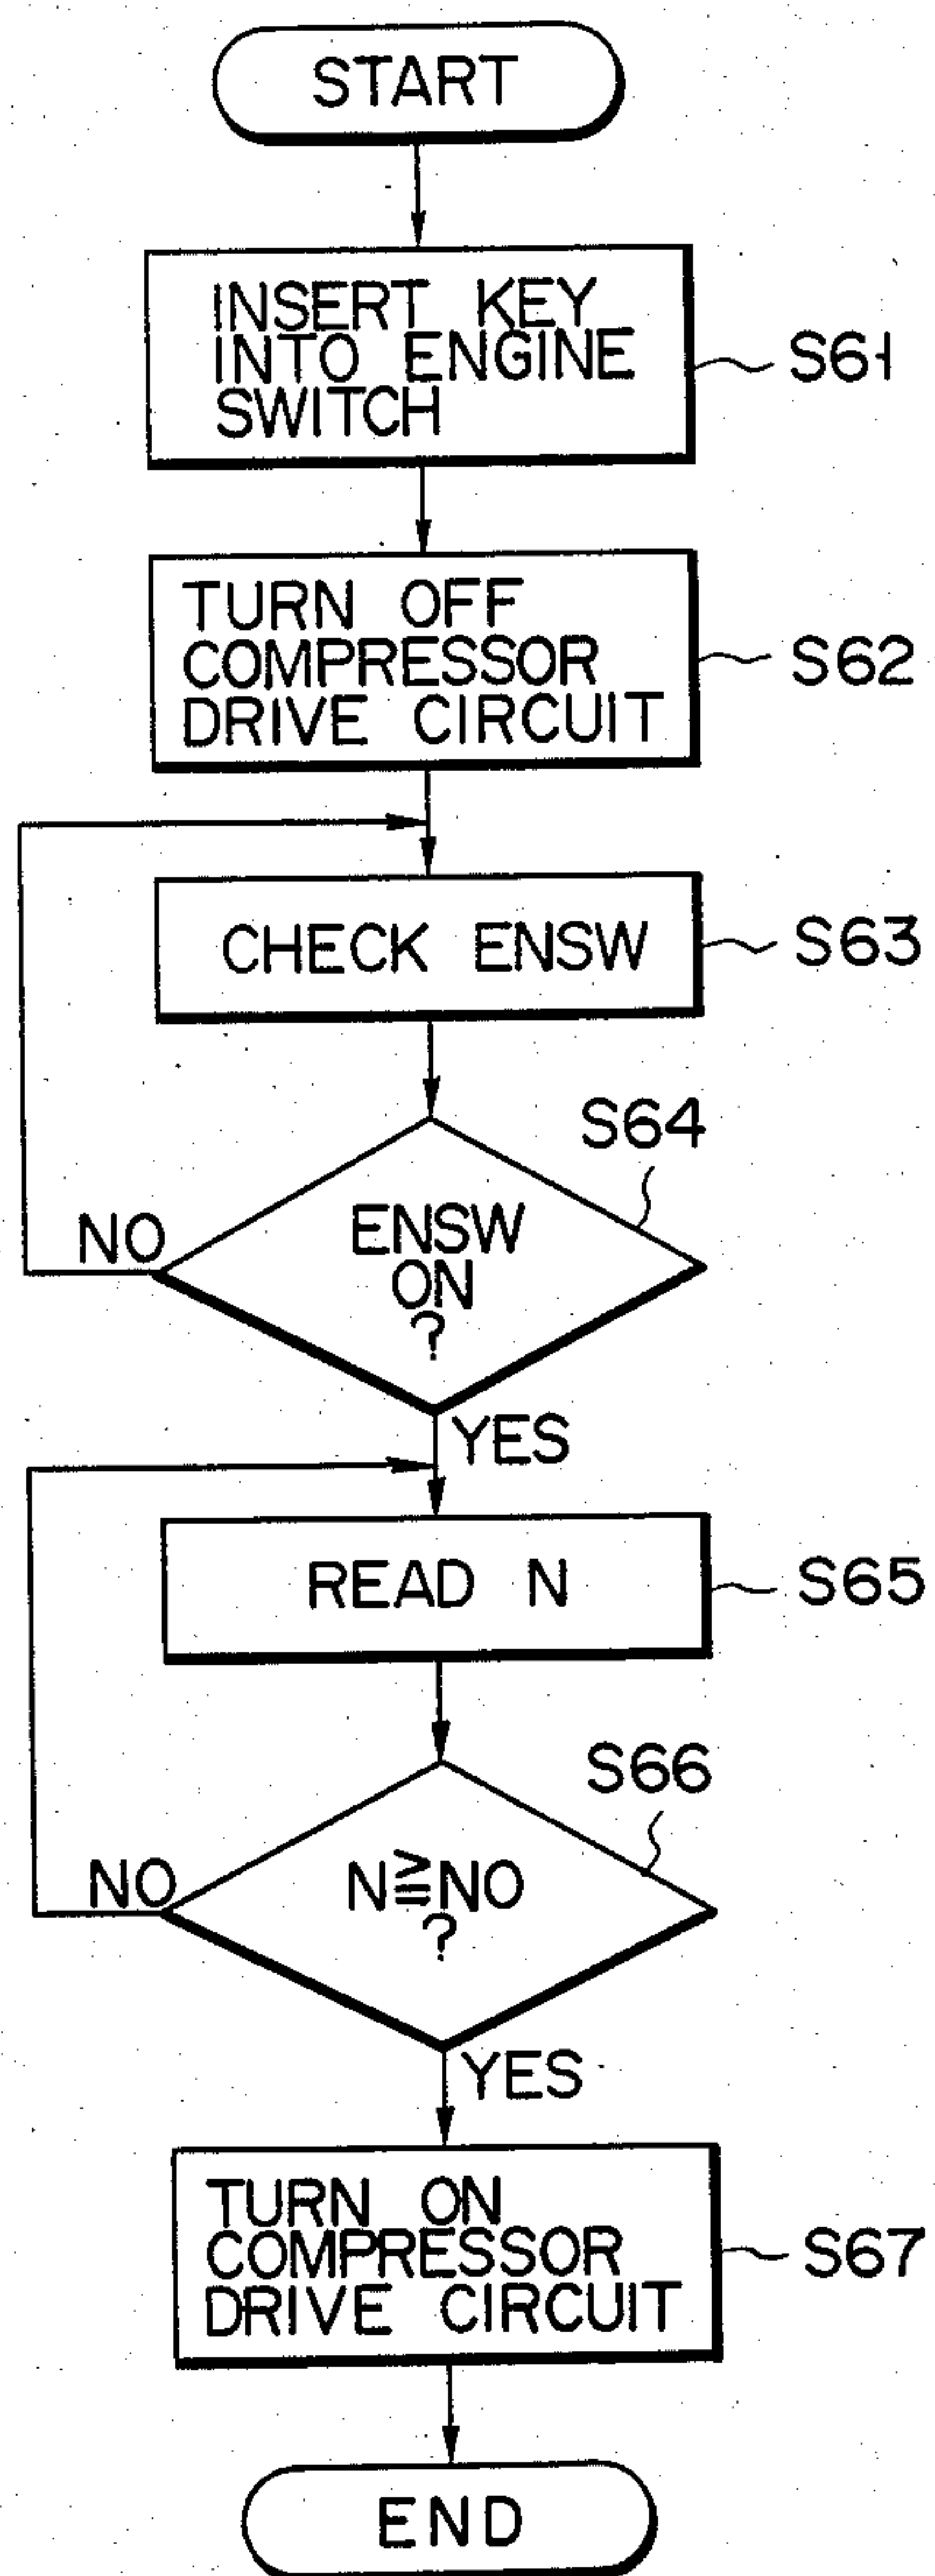 START
INSERT KEY
INTO ENGINE
SWITCH
S61
TURN OFF
COMPRESSOR
DRIVE CIRCUIT
S62
CHECK ENSW
S63
S64
ENSW
ON
?
NO
YES
READ N
S65
S66
N≧NO
?
NO
YES
TURN ON
COMPRESSOR
DRIVE CIRCUIT
S67
END